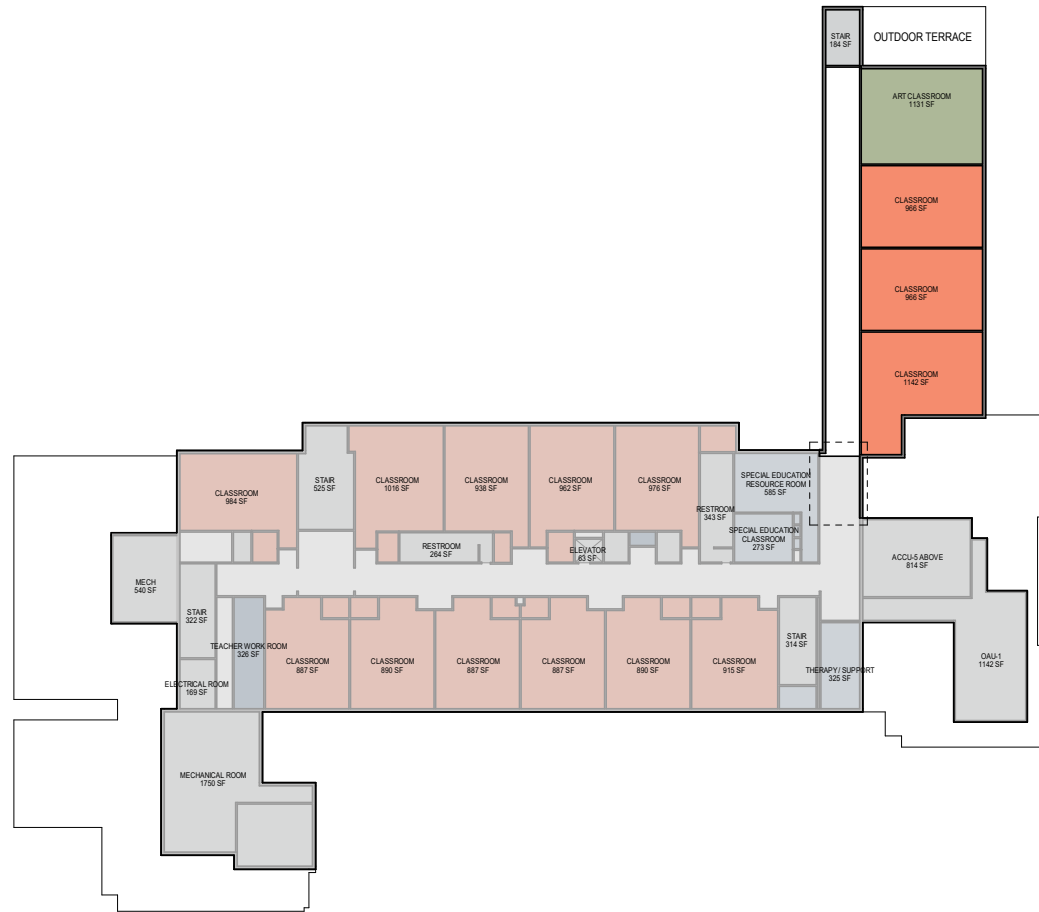 STAIR
184 SF
OUTDOOR TERRACE
ART CLASSROOM
1131 SF
CLASSROOM
966 SF
CLASSROOM
966 SF
CLASSROOM
1142 SF
CLASSROOM
984 SF
STAIR
525 SF
CLASSROOM
1016 SF
CLASSROOM
938 SF
CLASSROOM
962 SF
CLASSROOM
976 SF
SPECIAL EDUCATION
RESOURCE ROOM
585 SF
RESTROOM
343 SF
SPECIAL EDUCATION
CLASSROOM
273 SF
RESTROOM
264 SF
ELEVATOR
63 SF
MECH
540 SF
ACCU-5 ABOVE
814 SF
STAIR
322 SF
TEACHER WORK ROOM
326 SF
CLASSROOM
887 SF
CLASSROOM
890 SF
CLASSROOM
887 SF
CLASSROOM
887 SF
CLASSROOM
890 SF
CLASSROOM
915 SF
STAIR
314 SF
THERAPY / SUPPORT
325 SF
OAU-1
1142 SF
ELECTRICAL ROOM
169 SF
MECHANICAL ROOM
1750 SF